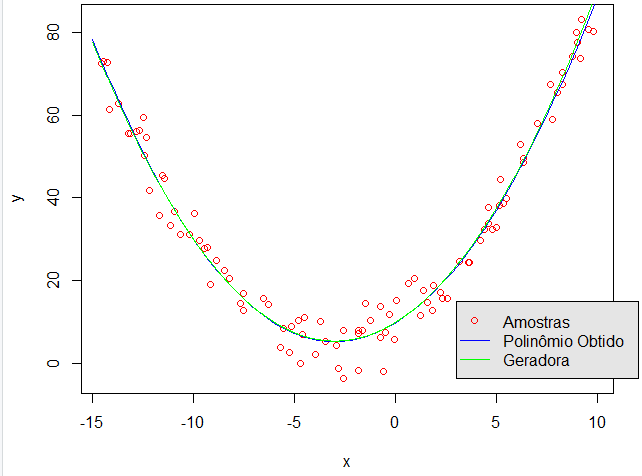 80
60
40
20
0
y
-15 -10 -5 0 5 10
x
Amostras
Polinômio Obtido
Geradora